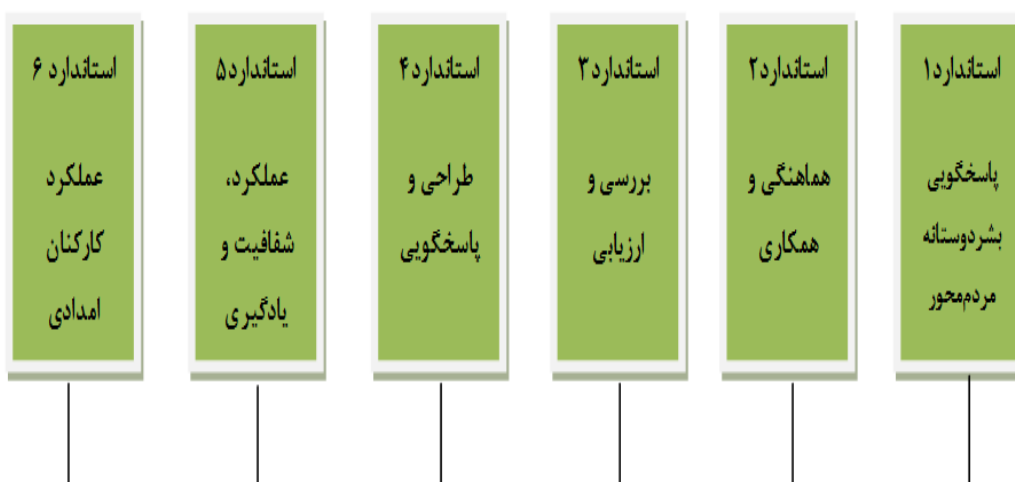 استاندارد۱
پاسخگویی
بشردوستانه
مردم‌محور
استاندارد۲
هماهنگی و
همکاری
استاندارد۳
بررسی و
ارزیابی
استاندارد۴
طراحی و
پاسخگویی
استاندارد۵
عملکرد،
شفافیت و
یادگیری
استاندارد ۶
عملکرد
کارکنان
امدادی